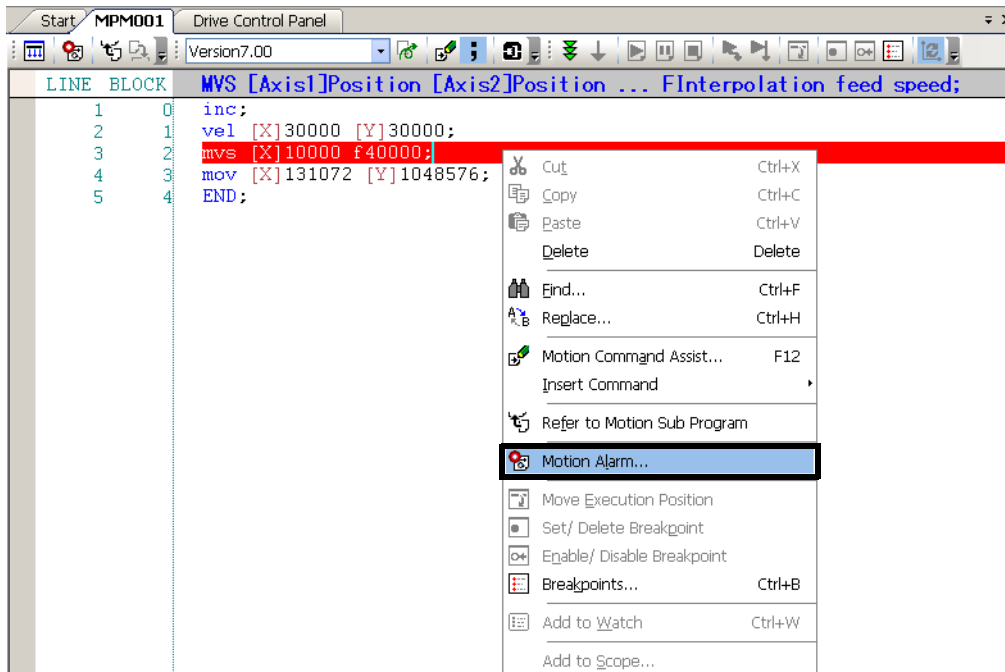 Start MPM001 Drive Control Panel
Version7.00
LINE BLOCK MVS [Axis1]Position [Axis2]Position ... FInterpolation feed speed;
1 0 inc;
2 1 vel [X]30000 [Y]30000;
3 2 mvs [X]10000 f40000;
4 3 mov [X]131072 [Y]1048576;
5 4 END;
Cut Ctrl+X
Copy Ctrl+C
Paste Ctrl+V
Delete Delete
Find... Ctrl+F
Replace... Ctrl+H
Motion Command Assist... F12
Insert Command
Refer to Motion Sub Program
Motion Alarm...
Move Execution Position
Set/ Delete Breakpoint
Enable/ Disable Breakpoint
Breakpoints... Ctrl+B
Add to Watch Ctrl+W
Add to Scope...